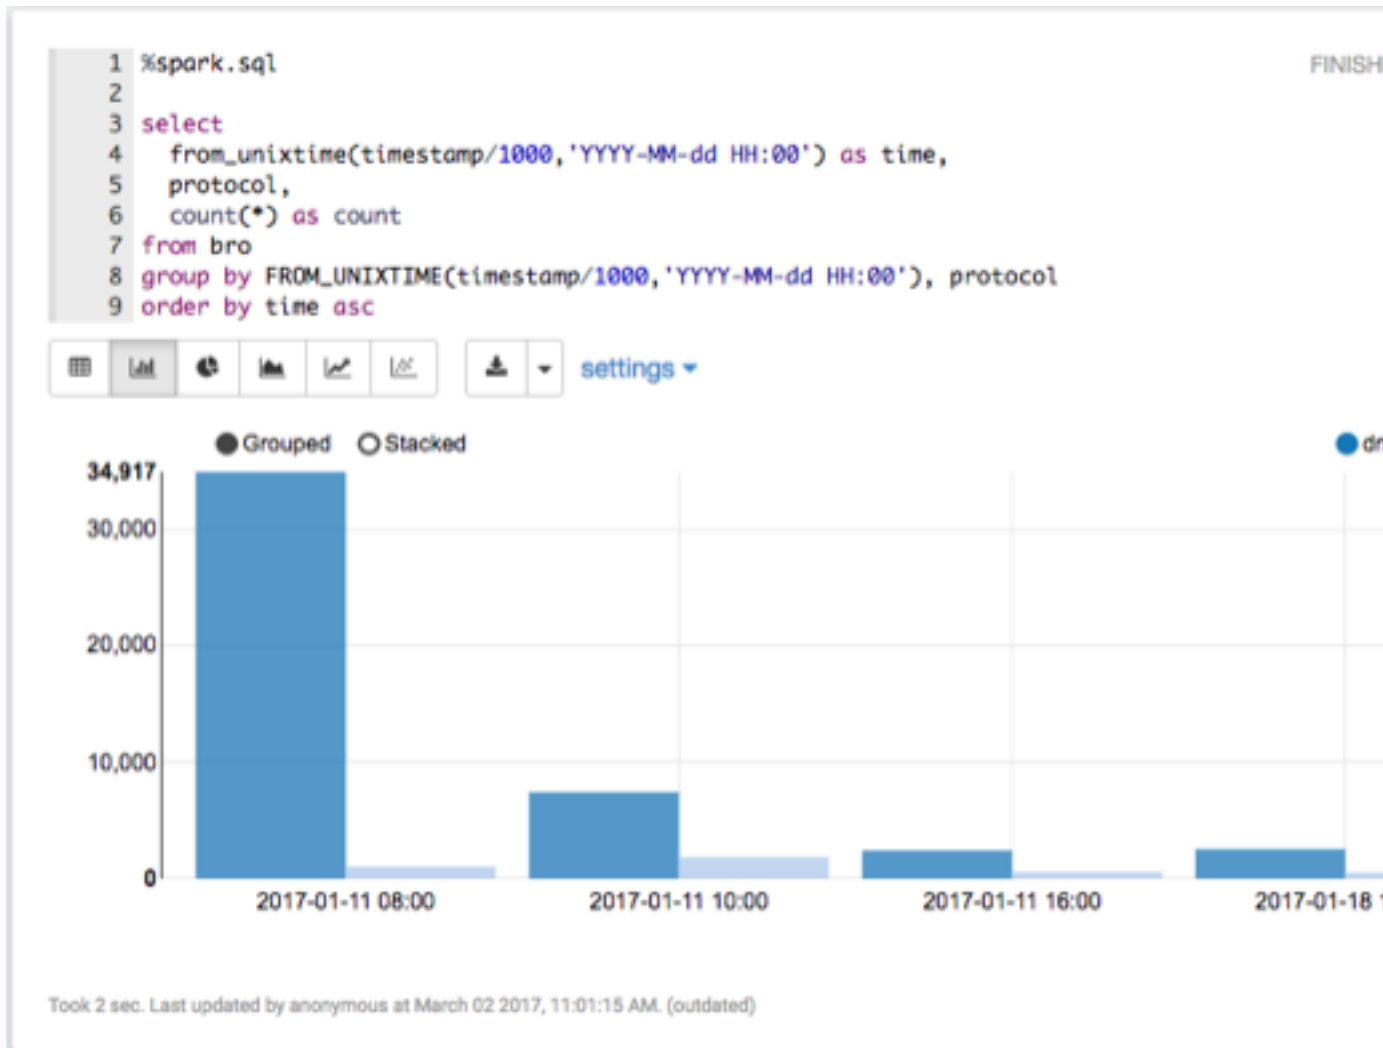 1 %spark.sql
FINISH
2
3 select
4 from_unixtime(timestamp/1000,'YYYY-MM-dd HH:00') as time,
5 protocol,
6 count(*) as count
7 from bro
8 group by FROM_UNIXTIME(timestamp/1000,'YYYY-MM-dd HH:00'), protocol
9 order by time asc
settings
Grouped Stacked
34,917
30,000
20,000
10,000
0
2017-01-11 08:00 2017-01-11 10:00 2017-01-11 16:00 2017-01-18 1
Took 2 sec. Last updated by anonymous at March 02 2017, 11:01:15 AM. (outdated)